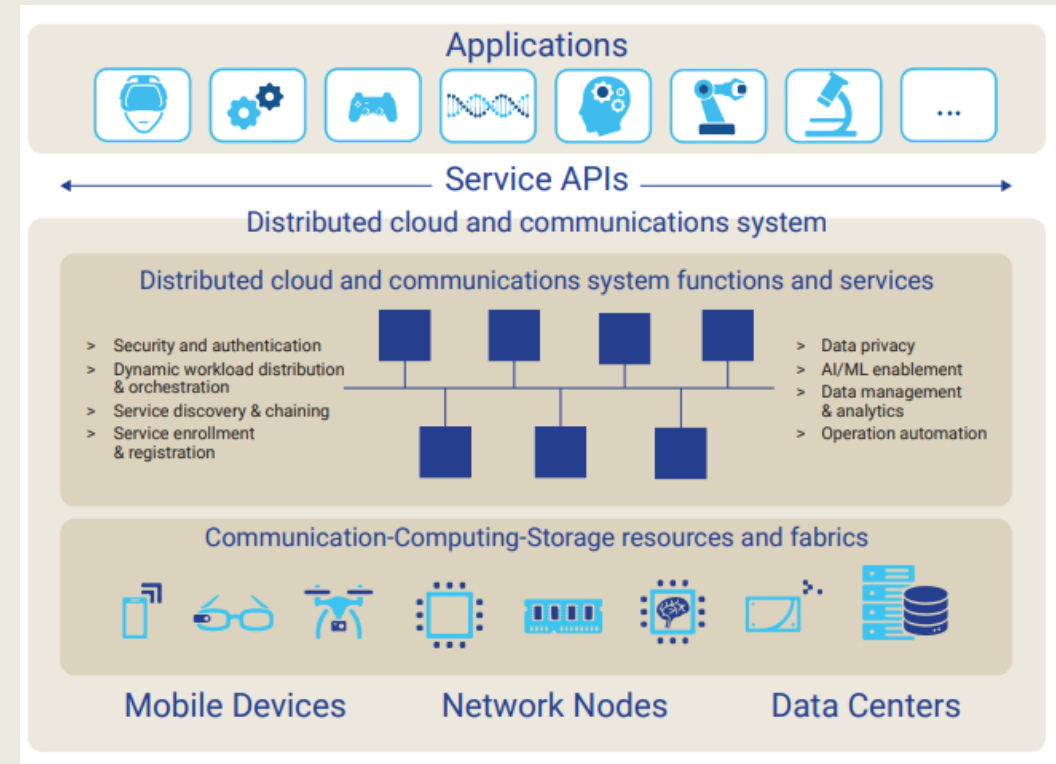 Applications
...
Service APIs
Distributed cloud and communications system
Distributed cloud and communications system functions and services
> Security and authentication
> Dynamic workload distribution
& orchestration
> Service discovery & chaining
> Service enrollment
& registration
> Data privacy
> AI/ML enablement
> Data management
& analytics
> Operation automation
Communication-Computing-Storage resources and fabrics
Mobile Devices
Network Nodes
Data Centers